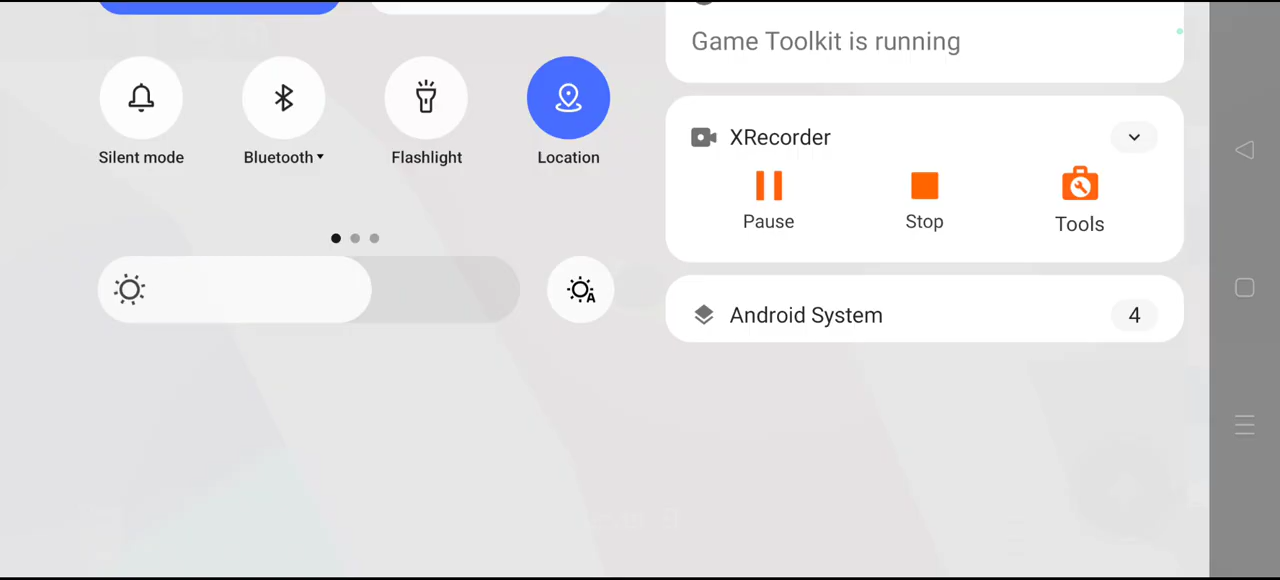 Game Toolkit is running
Silent mode
Bluetooth
Flashlight
Location
XRecorder
Pause
Stop
Tools
A
Android System
4